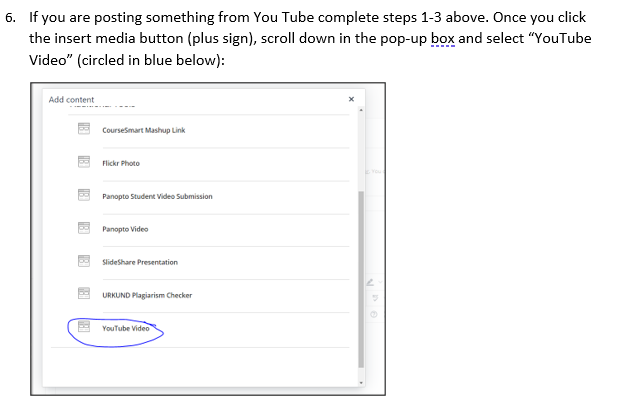 6. If you are posting something from You Tube complete steps 1-3 above. Once you click
the insert media button (plus sign), scroll down in the pop-up box and select “YouTube
Video” (circled in blue below):
Add content
CourseSmart Mashup Link
Flickr Photo
Panopto Student Video Submission
Panopto Video
SlideShare Presentation
URKUND Plagiarism Checker
YouTube Video